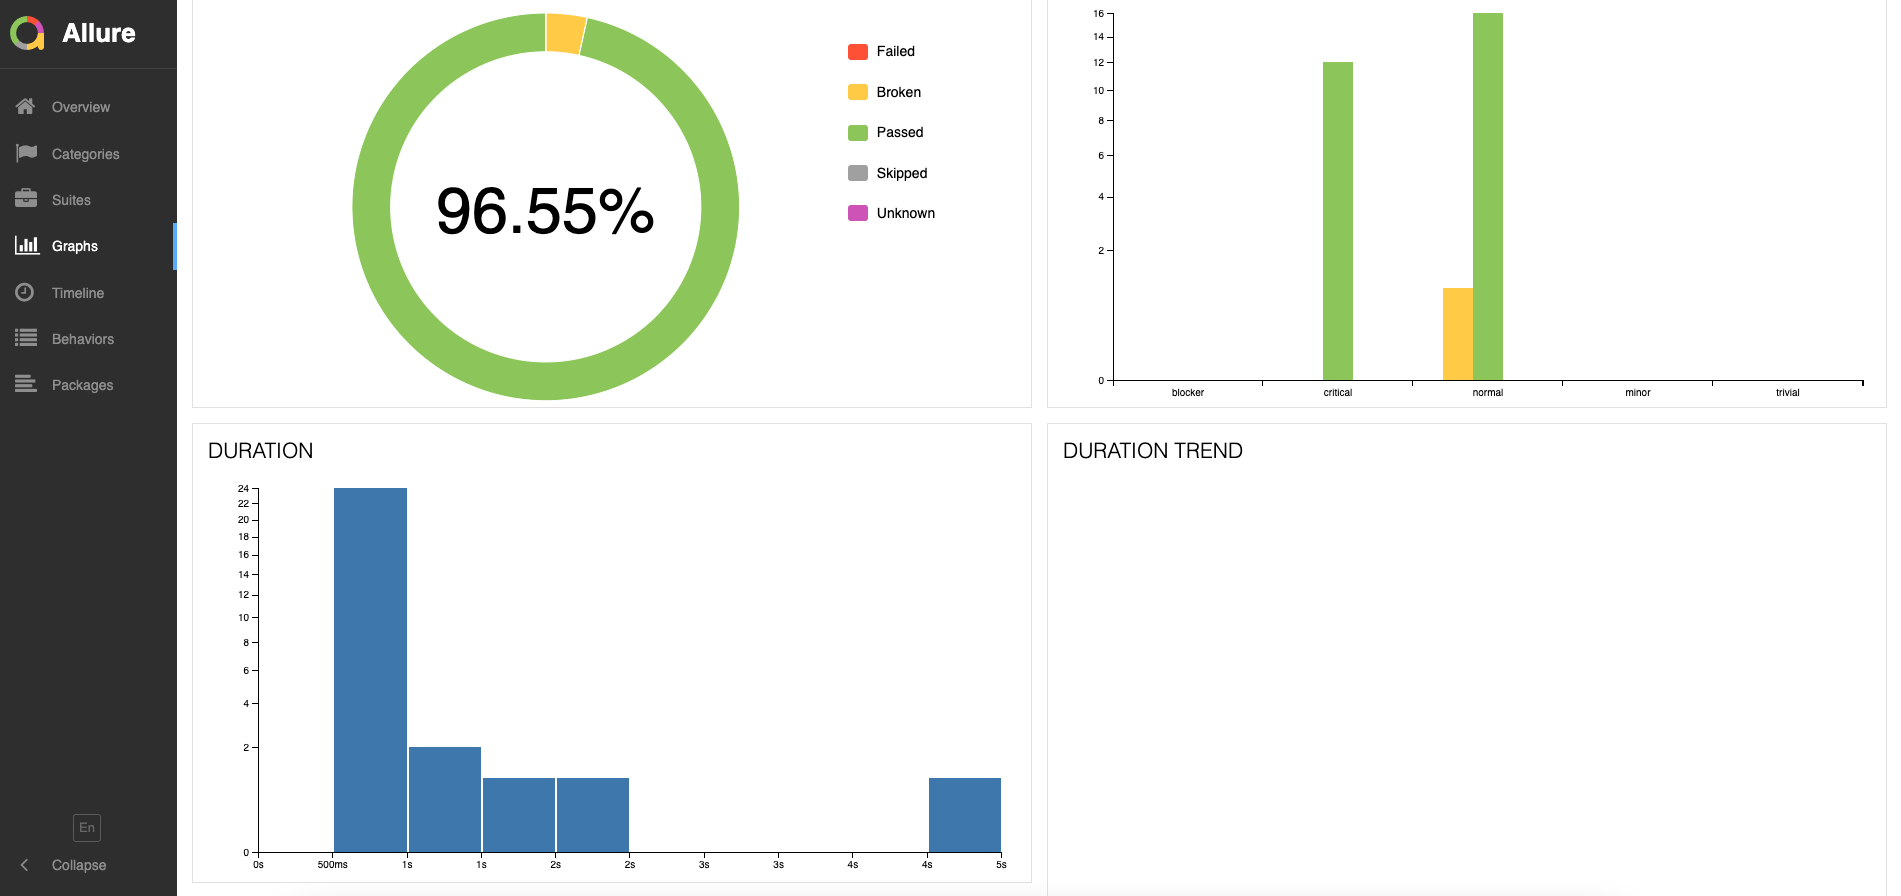 Allure
Overview
Categories
Suites
Graphs
Timeline
Behaviors
Packages
En
Collapse
96.55%
Failed
Broken
Passed
Skipped
Unknown
16
14
12
10
8
6
4
2
0
blocker critical normal minor trivial
DURATION
24
22
20
18
16
14
12
10
8
6
4
2
0
0s 500ms 1s 1s 2s 2s 3s 3s 4s 4s 5s
DURATION TREND